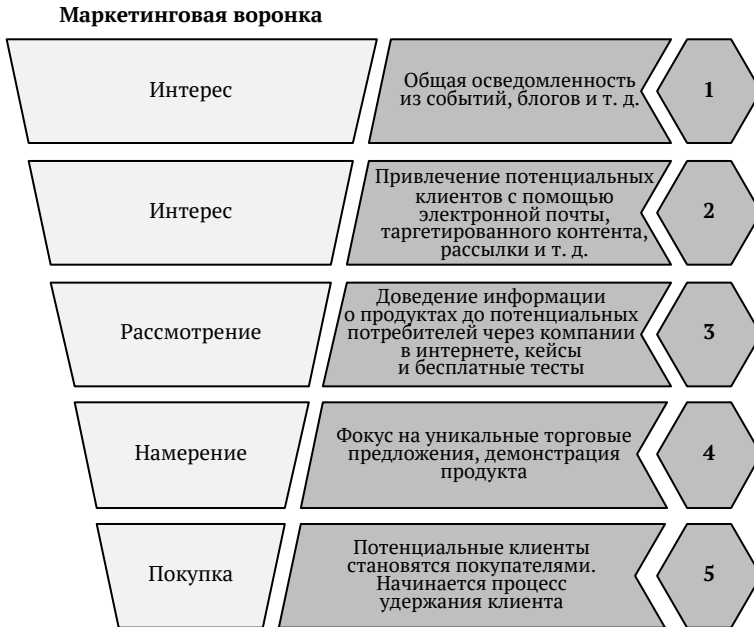 Маркетинговая воронка
Интерес
Общая осведомленность
из событий, блогов и т. д.
1
Интерес
Привлечение потенциальных
клиентов с помощью
электронной почты,
таргетированного контента,
рассылки и т. д.
2
Рассмотрение
Доведение информации
о продуктах до потенциальных
потребителей через компании
в интернете, кейсы
и бесплатные тесты
3
Намерение
Фокус на уникальные торговые
предложения, демонстрация
продукта
4
Покупка
Потенциальные клиенты
становятся покупателями.
Начинается процесс
удержания клиента
5